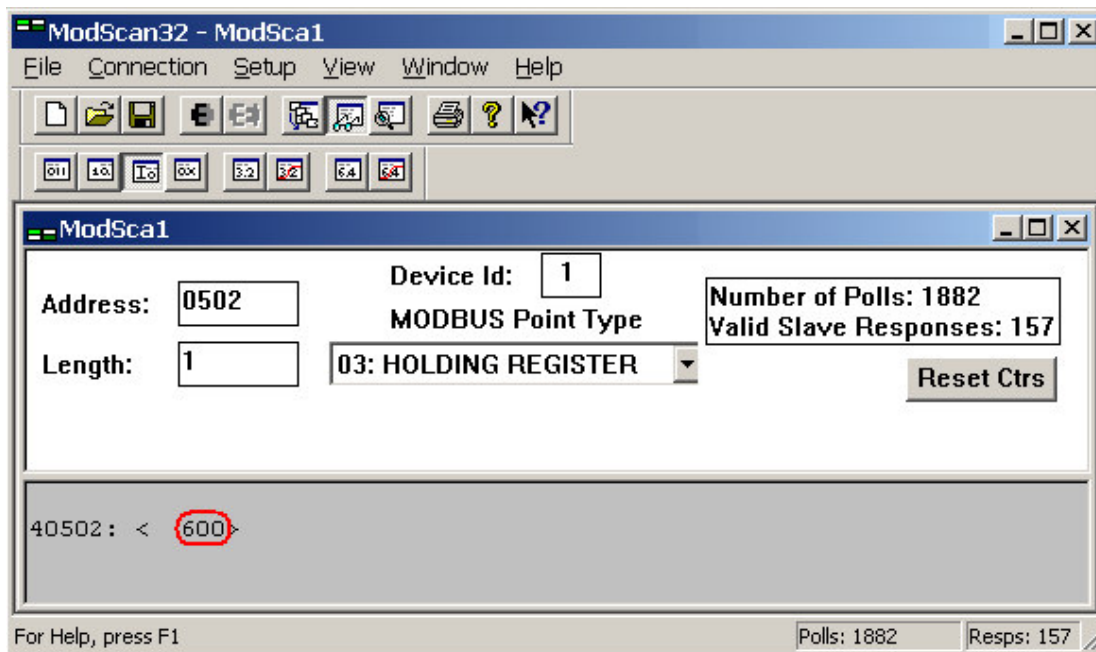 ModScan32 - ModSca1
File Connection Setup View Window Help
ModSca1
Address: 0502
Device Id: 1
MODBUS Point Type
Number of Polls: 1882
Valid Slave Responses: 157
Length: 1
03: HOLDING REGISTER
Reset Ctrs
40502: < 600>
For Help, press F1
Polls: 1882
Resps: 157